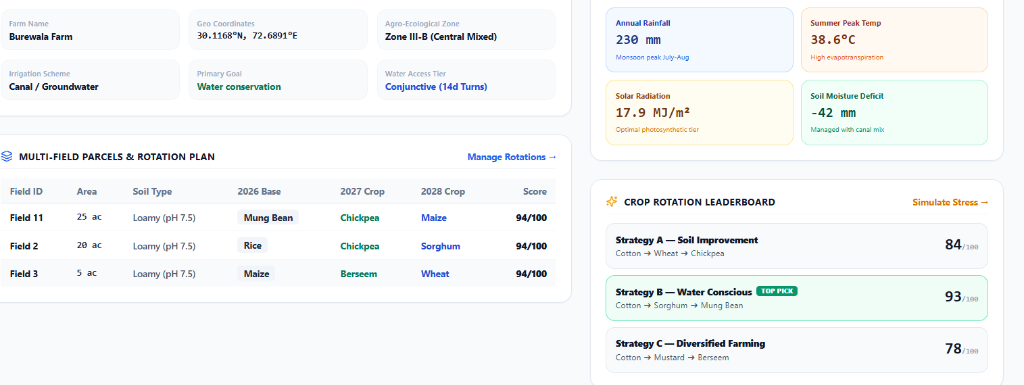 Farm Name
Burewala Farm
Geo Coordinates
30.1168°N, 72.6891°E
Agro-Ecological Zone
Zone III-B (Central Mixed)
Irrigation Scheme
Canal / Groundwater
Primary Goal
Water conservation
Water Access Tier
Conjunctive (14d Turns)
MULTI-FIELD PARCELS & ROTATION PLAN
Manage Rotations →
Field ID Area Soil Type 2026 Base 2027 Crop 2028 Crop Score
Field 11 25 ac Loamy (pH 7.5) Mung Bean Chickpea Maize 94/100
Field 2 20 ac Loamy (pH 7.5) Rice Chickpea Sorghum 94/100
Field 3 5 ac Loamy (pH 7.5) Maize Berseem Wheat 94/100
Annual Rainfall
230 mm
Monsoon peak July-Aug
Summer Peak Temp
38.6°C
High evapotranspiration
Solar Radiation
17.9 MJ/m²
Optimal photosynthetic tier
Soil Moisture Deficit
-42 mm
Managed with canal mix
CROP ROTATION LEADERBOARD
Simulate Stress →
Strategy A — Soil Improvement
Cotton → Wheat → Chickpea
84/100
Strategy B — Water Conscious TOP PICK
Cotton → Sorghum → Mung Bean
93/100
Strategy C — Diversified Farming
Cotton → Mustard → Berseem
78/100